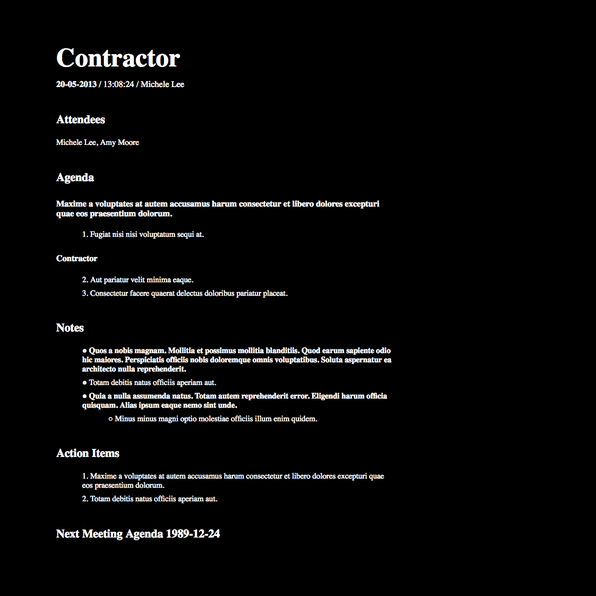 Contractor
20-05-2013 / 13:08:24 / Michele Lee
Attendees
Michele Lee, Amy Moore
Agenda
Maxime a voluptates at autem accusamus harum consectetur et libero dolores excepturi
quae eos praesentium dolorum.
1. Fugiat nisi nisi voluptatum sequi at.
Contractor
2. Aut pariatur velit minima eaque.
3. Consectetur facere quaerat delectus doloribus pariatur placeat.
Notes
● Quos a nobis magnam. Mollitia et possimus mollitia blanditiis. Quod earum sapiente odio
hic maiores. Perspiciatis officiis nobis doloremque omnis voluptatibus. Soluta aspernatur ea
architecto nulla reprehenderit.
● Totam debitis natus officiis aperiam aut.
● Quia a nulla assumenda natus. Totam autem reprehenderit error. Eligendi harum officia
quisquam. Alias ipsum eaque nemo sint unde.
○ Minus minus magni optio molestiae officiis illum enim quidem.
Action Items
1. Maxime a voluptates at autem accusamus harum consectetur et libero dolores excepturi quae
eos praesentium dolorum.
2. Totam debitis natus officiis aperiam aut.
Next Meeting Agenda 1989-12-24